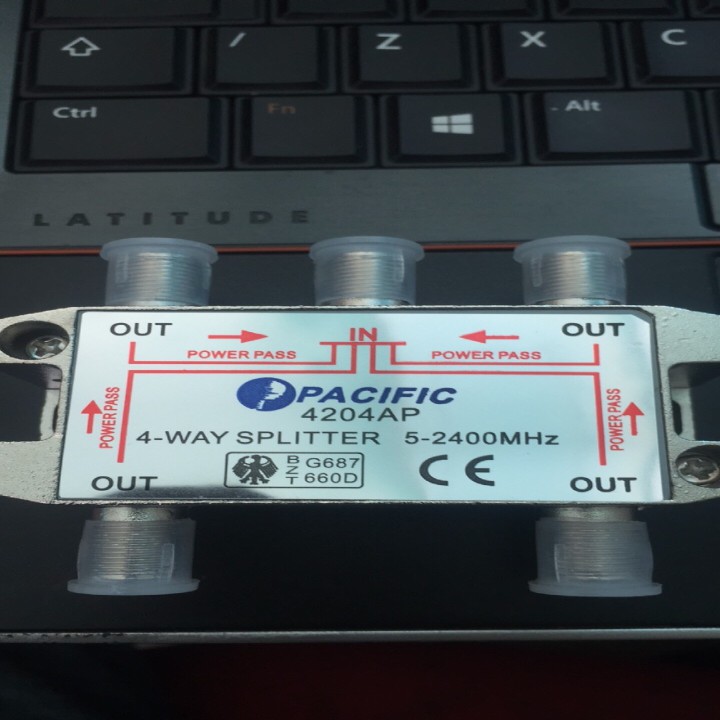 / Z X C
Ctrl Fn Alt
LATITUDE
OUT IN OUT
POWER PASS POWER PASS
POWER PASS POWER PASS
PACIFIC
4204AP
4-WAY SPLITTER 5-2400MHz
BZT G687 660D CE
OUT OUT